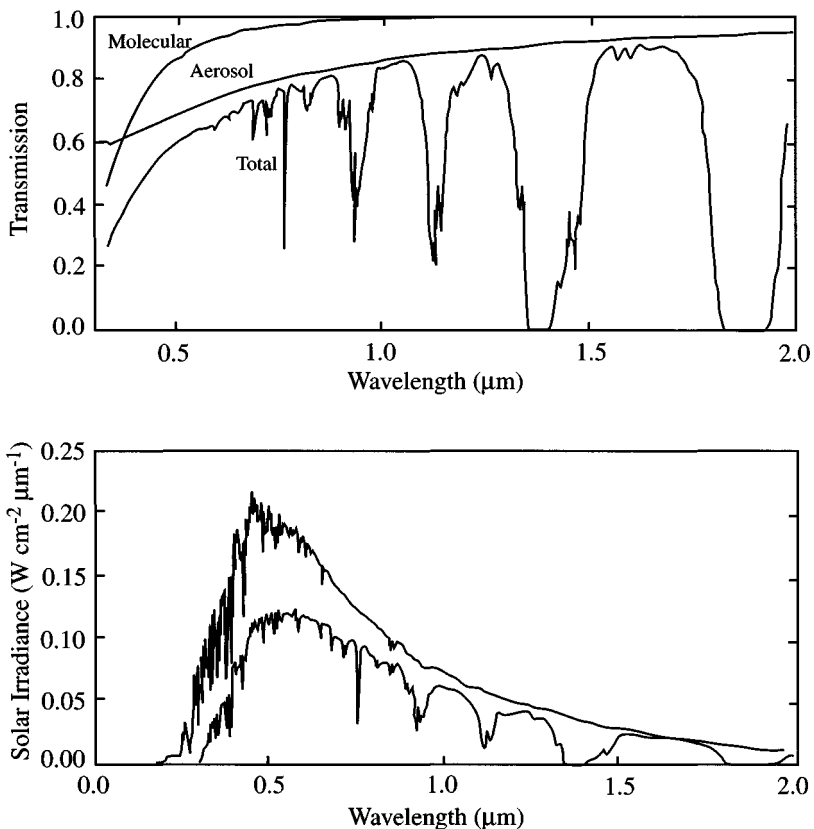 1.0
Molecular
0.8
Aerosol
0.6
Total
0.4
0.2
0.0
Transmission
0.5 1.0 1.5 2.0
Wavelength (μm)
0.25
0.20
0.15
0.10
0.05
0.00
Solar Irradiance (W cm⁻² μm⁻¹)
0.0 0.5 1.0 1.5 2.0
Wavelength (μm)